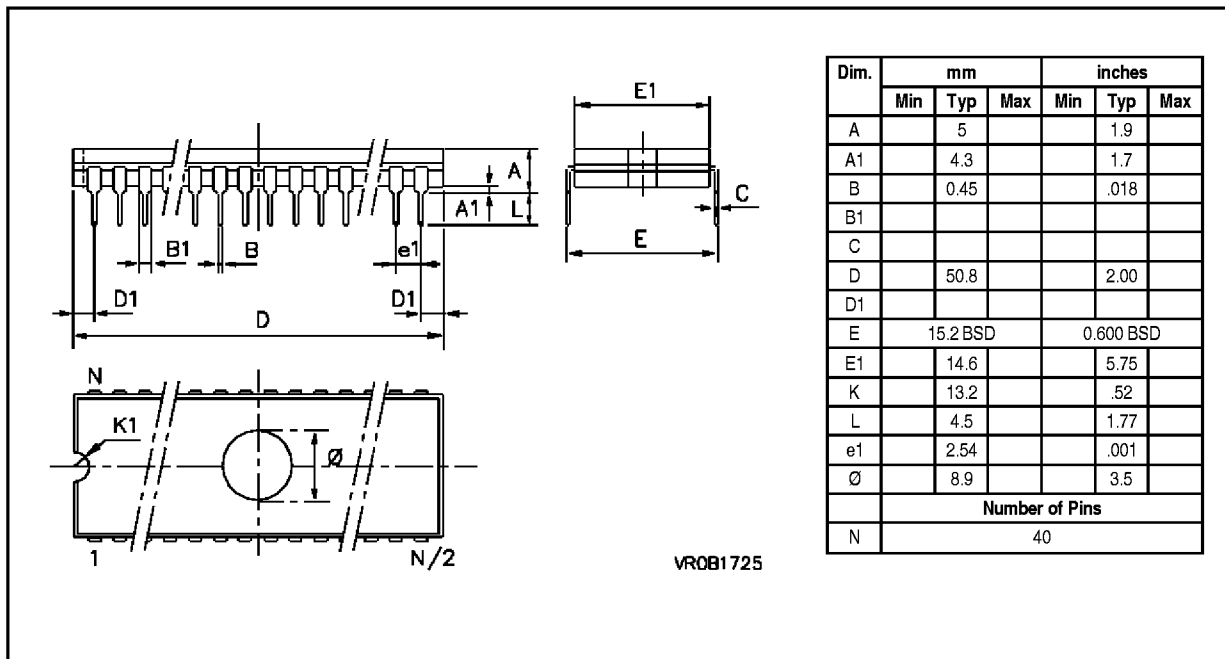 E1
A
A1
L
C
B1
B
e1
E
D1
D1
D
N
K1
Ø
1
N/2
VR0B1725
Dim. mm inches
Min Typ Max Min Typ Max
A 5 1.9
A1 4.3 1.7
B 0.45 .018
B1
C
D 50.8 2.00
D1
E 15.2 BSD 0.600 BSD
E1 14.6 5.75
K 13.2 .52
L 4.5 1.77
e1 2.54 .001
Ø 8.9 3.5
Number of Pins
N 40